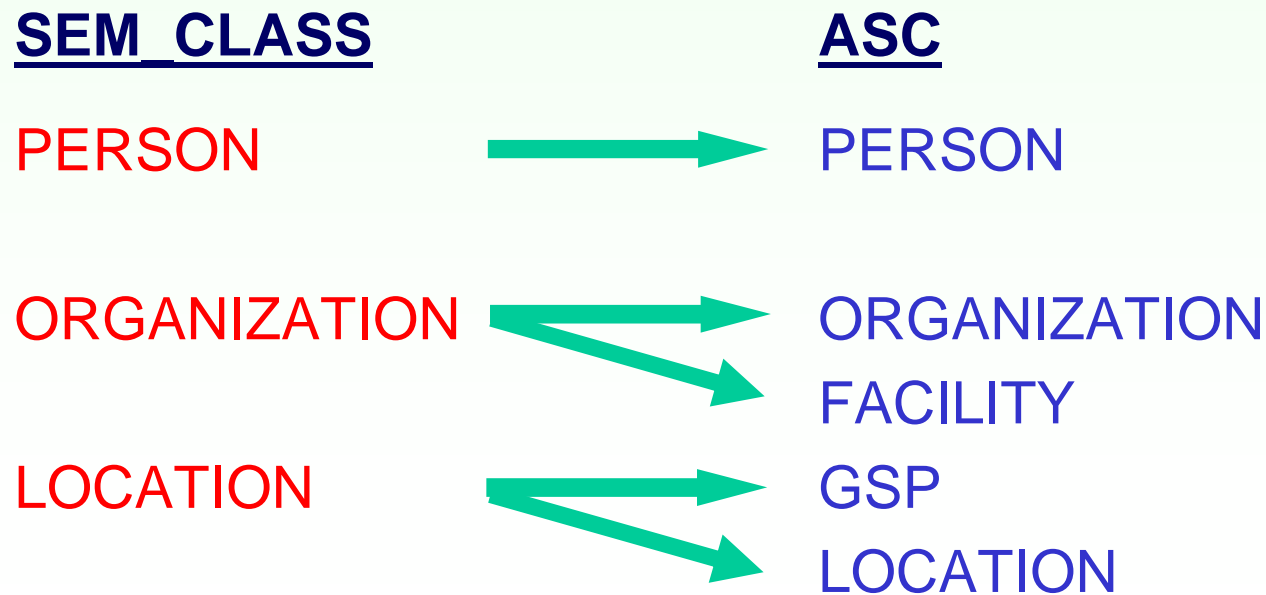 SEM_CLASS ASC
PERSON PERSON
ORGANIZATION ORGANIZATION
FACILITY
LOCATION GSP
LOCATION